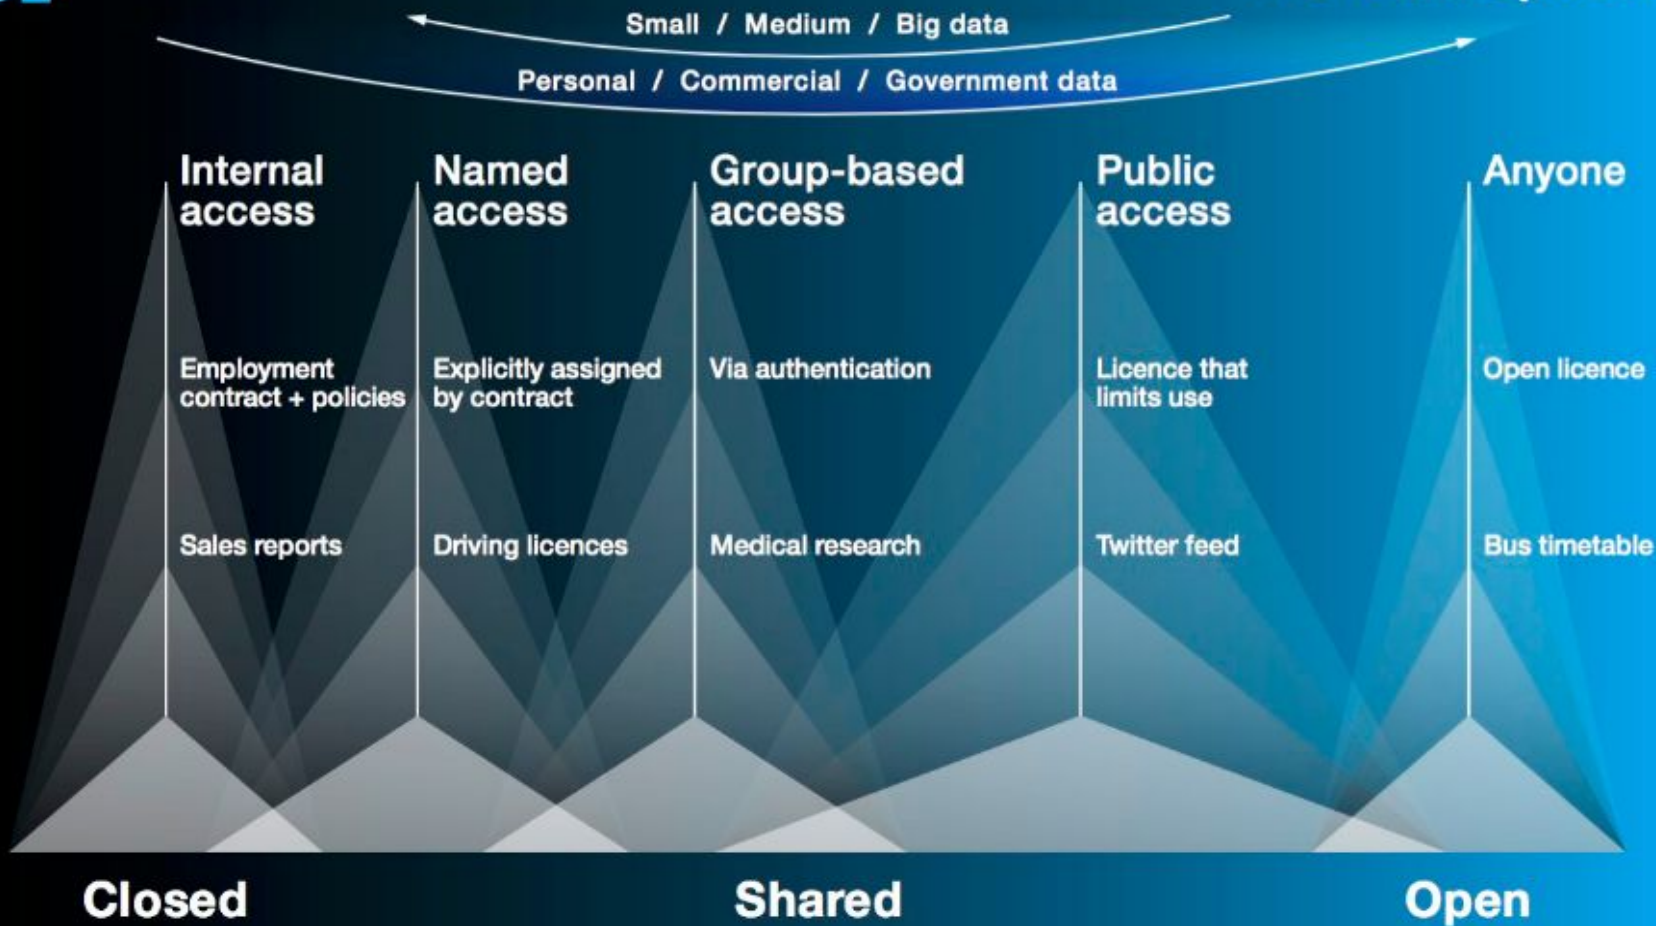 Small / Medium / Big data
Personal / Commercial / Government data
Internal
access
Named
access
Group-based
access
Public
access
Anyone
Employment
contract + policies
Explicitly assigned
by contract
Via authentication
Licence that
limits use
Open licence
Sales reports
Driving licences
Medical research
Twitter feed
Bus timetable
Closed
Shared
Open